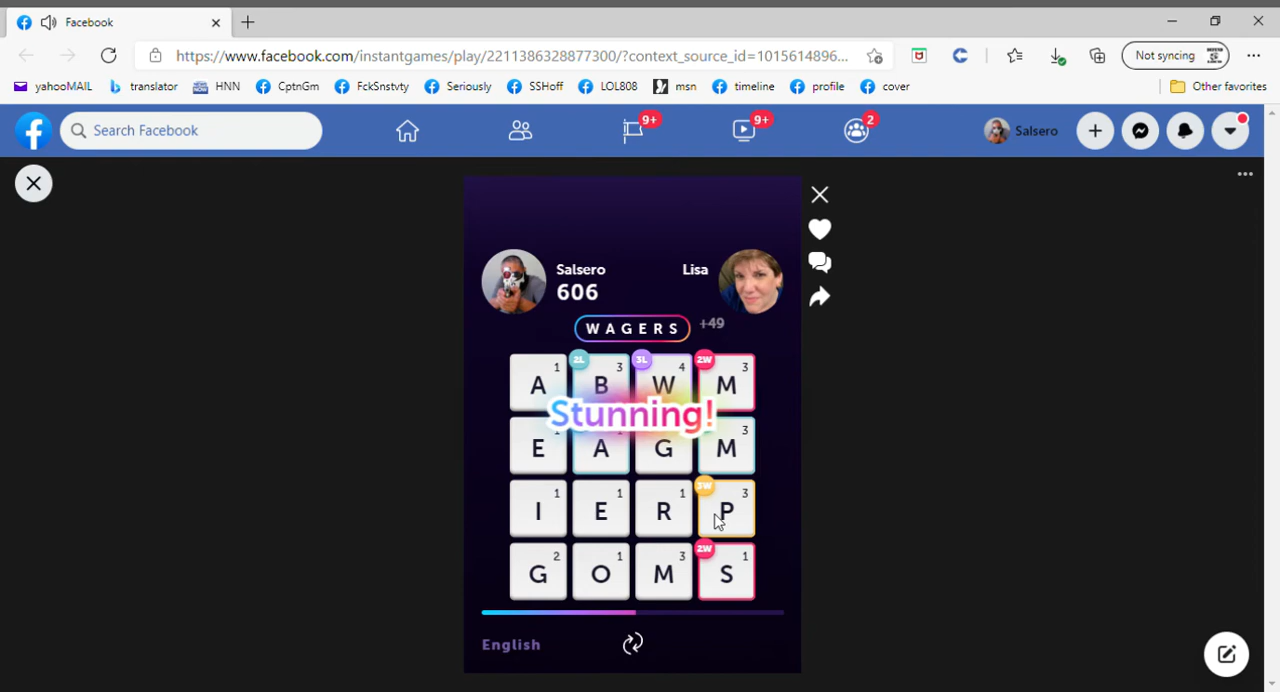 Facebook
https://www.facebook.com/instantgames/play/2211386328877300/?context_source_id=1015614896...
Not syncing
yahooMAIL translator HNN CptnGm FckSnstvty Seriously SSHoff LOL808 msn timeline profile cover Other favorites
Search Facebook 9+ 9+ 2 Salsero
Salsero Lisa
606
WAGERS +49
2L 3L 2W
1 3 4 3
A B W M
Stunning!
3
E A G M
3W
1 1 1 3
I E R P
2W
2 1 3 1
G O M S
English